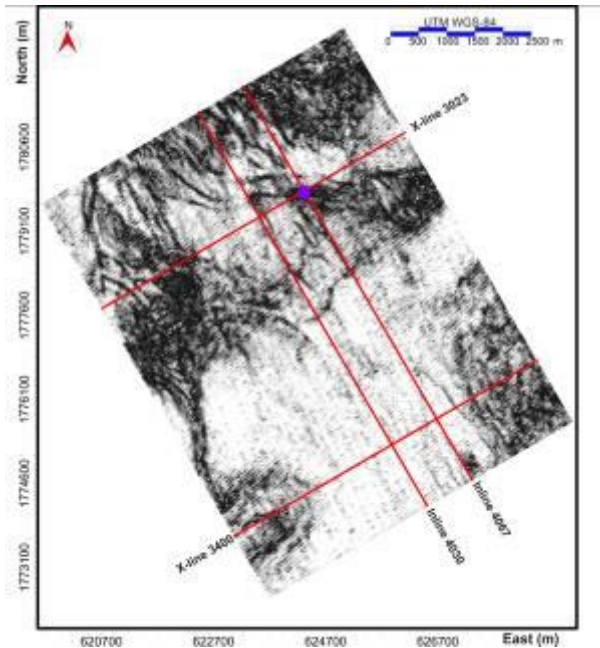 North (m)
N
UTM WGS-84
0 500 1000 1500 2000 2500 m
X-line 3023
1780600
1779100
1777600
1776100
1774600
1773100
X-line 3400
Inline 4030
Inline 4067
620700 622700 624700 626700 East (m)